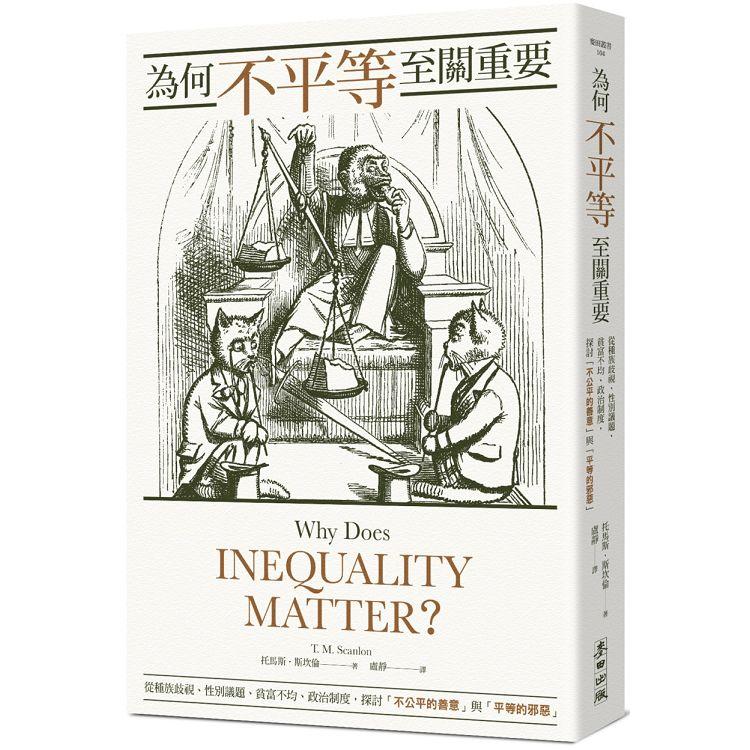 為何不平等至關重要
Why Does
INEQUALITY
MATTER?
T. M. Scanlon
托馬斯・斯坎倫——著 盧靜——譯
從種族歧視、性別議題、貧富不均、政治制度,探討「不公平的善意」與「平等的邪惡」
麥田叢書
104
為何不平等至關重要
從種族歧視、性別議題、
貧富不均、政治制度,
探討「不公平的善意」與「平等的邪惡」
托馬斯・斯坎倫——著
盧靜——譯
麥田出版